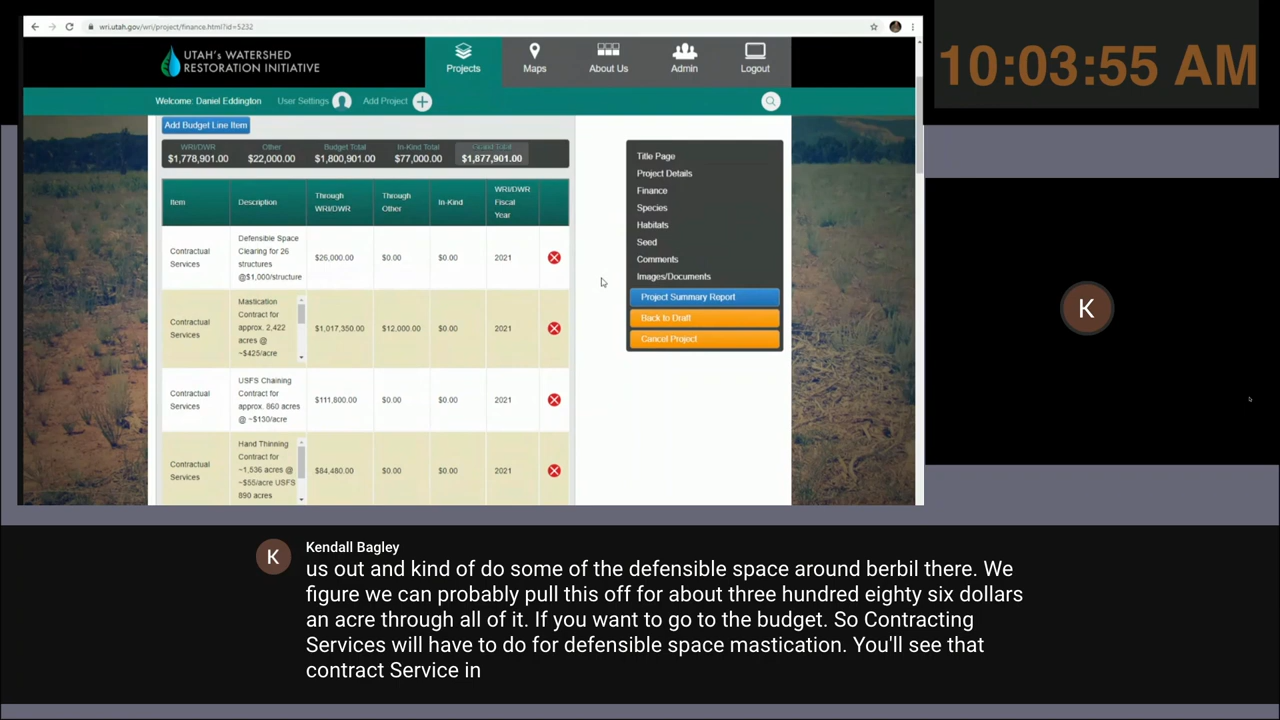 wri.utah.gov/wri/project/finance.html?id=5232
10:03:55 AM
UTAH's WATERSHED
RESTORATION INITIATIVE
Projects
Maps
About Us
Admin
Logout
Welcome: Daniel Eddington
User Settings
Add Project
Add Budget Line Item
WRI/DWR
Other
Budget Total
In-Kind Total
Grand Total
$1,778,901.00
$22,000.00
$1,800,901.00
$77,000.00
$1,877,901.00
Item
Description
Through
WRI/DWR
Through
Other
In-Kind
WRI/DWR
Fiscal
Year
Contractual
Services
Defensible Space
Clearing for 26
structures
@$1,000/structure
$26,000.00
$0.00
$0.00
2021
Contractual
Services
Mastication
Contract for
approx. 2,422
acres @
~$425/acre
$1,017,350.00
$12,000.00
$0.00
2021
Contractual
Services
USFS Chaining
Contract for
approx. 860 acres
@ ~$130/acre
$111,800.00
$0.00
$0.00
2021
Contractual
Services
Hand Thinning
Contract for
~1,536 acres @
~$55/acre USFS
890 acres
$84,480.00
$0.00
$0.00
2021
Title Page
Project Details
Finance
Species
Habitats
Seed
Comments
Images/Documents
Project Summary Report
Back to Draft
Cancel Project
K
K
Kendall Bagley
us out and kind of do some of the defensible space around berbil there. We
figure we can probably pull this off for about three hundred eighty six dollars
an acre through all of it. If you want to go to the budget. So Contracting
Services will have to do for defensible space mastication. You'll see that
contract Service in